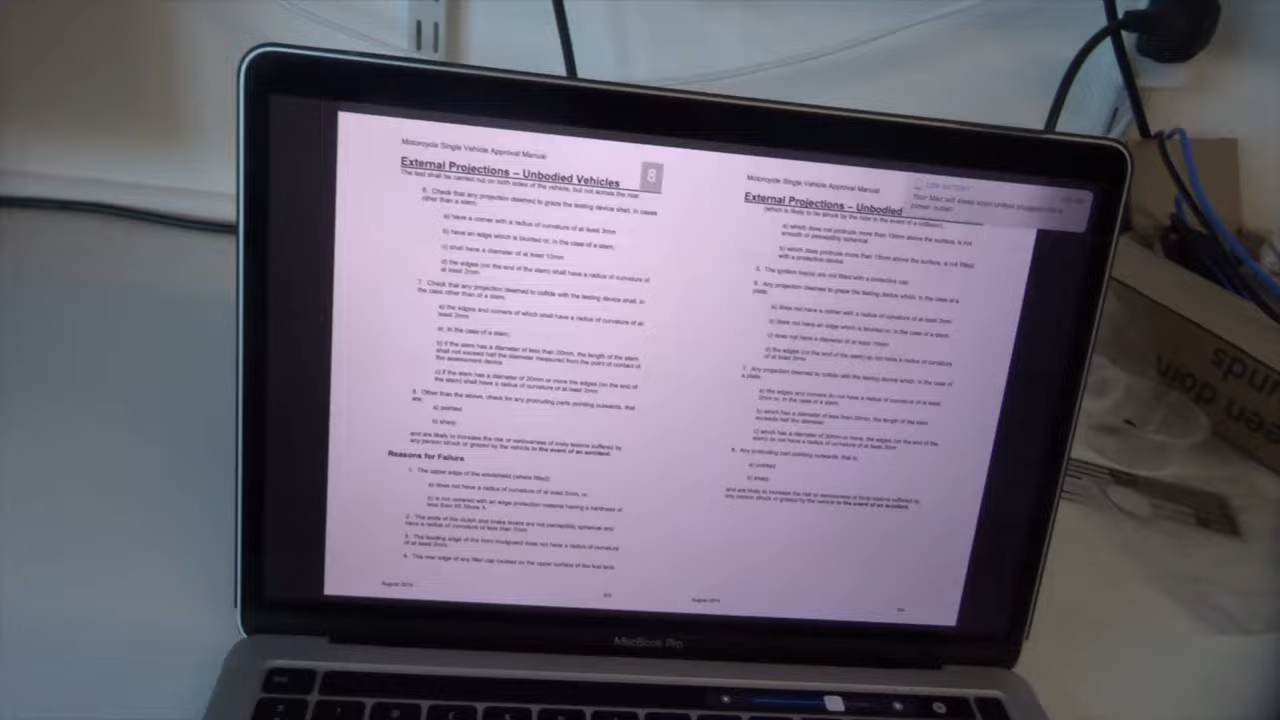 Motorcycle Single Vehicle Approval Manual
External Projections – Unbodied Vehicles
8
The test shall be carried out on both sides of the vehicle, but not across the rear.
6. Check that any projection deemed to graze the testing device shall, in cases
other than a stem;
a) have a corner with a radius of curvature of at least 3mm
b) have an edge which is blunted or, in the case of a stem;
c) shall have a diameter of at least 10mm
d) the edges (on the end of the stem) shall have a radius of curvature of
at least 2mm
7. Check that any projection deemed to collide with the testing device shall, in
the case other than of a stem;
a) the edges and corners of which shall have a radius of curvature of at
least 2mm
or, in the case of a stem;
b) if the stem has a diameter of less than 20mm, the length of the stem
shall not exceed half the diameter measured from the point of contact of
the assessment device
c) if the stem has a diameter of 20mm or more the edges (on the end of
the stem) shall have a radius of curvature of at least 2mm
8. Other than the above, check for any protruding parts pointing outwards, that
are;
a) pointed
b) sharp
and are likely to increase the risk or seriousness of body lesions suffered by
any person struck or grazed by the vehicle in the event of an accident.
Reasons for Failure
1. The upper edge of the windshield (where fitted)
a) does not have a radius of curvature of at least 2mm, or;
b) is not covered with an edge protection material having a hardness of
less than 60 Shore A
2. The ends of the clutch and brake levers are not perceptibly spherical and
have a radius of curvature of less than 7mm
3. The leading edge of the front mudguard does not have a radius of curvature
of at least 2mm
4. The rear edge of any filler cap located on the upper surface of the fuel tank
August 2014
Motorcycle Single Vehicle Approval Manual
External Projections – Unbodied
(which is likely to be struck by the rider in the event of a collision),
a) which does not protrude more than 15mm above the surface, is not
smooth or perceptibly spherical
b) which does protrude more than 15mm above the surface, is not fitted
with a protective device
5. The ignition key(s) are not fitted with a protective cap
6. Any projection deemed to graze the testing device which, in the case of a
plate;
a) does not have a corner with a radius of curvature of at least 3mm
b) does not have an edge which is blunted or, in the case of a stem
c) does not have a diameter of at least 10mm
d) the edges (on the end of the stem) do not have a radius of curvature
of at least 2mm
7. Any projection deemed to collide with the testing device which, in the case of
a plate;
a) the edges and corners do not have a radius of curvature of at least
2mm or, in the case of a stem;
b) which has a diameter of less than 20mm, the length of the stem
exceeds half the diameter
c) which has a diameter of 20mm or more, the edges (on the end of the
stem) do not have a radius of curvature of at least 2mm
8. Any protruding part pointing outwards, that is,
a) pointed
b) sharp
and are likely to increase the risk or seriousness of body lesions suffered by
any person struck or grazed by the vehicle in the event of an accident.
August 2014
LOW BATTERY
Your Mac will sleep soon unless plugged into a
power outlet.
MacBook Pro